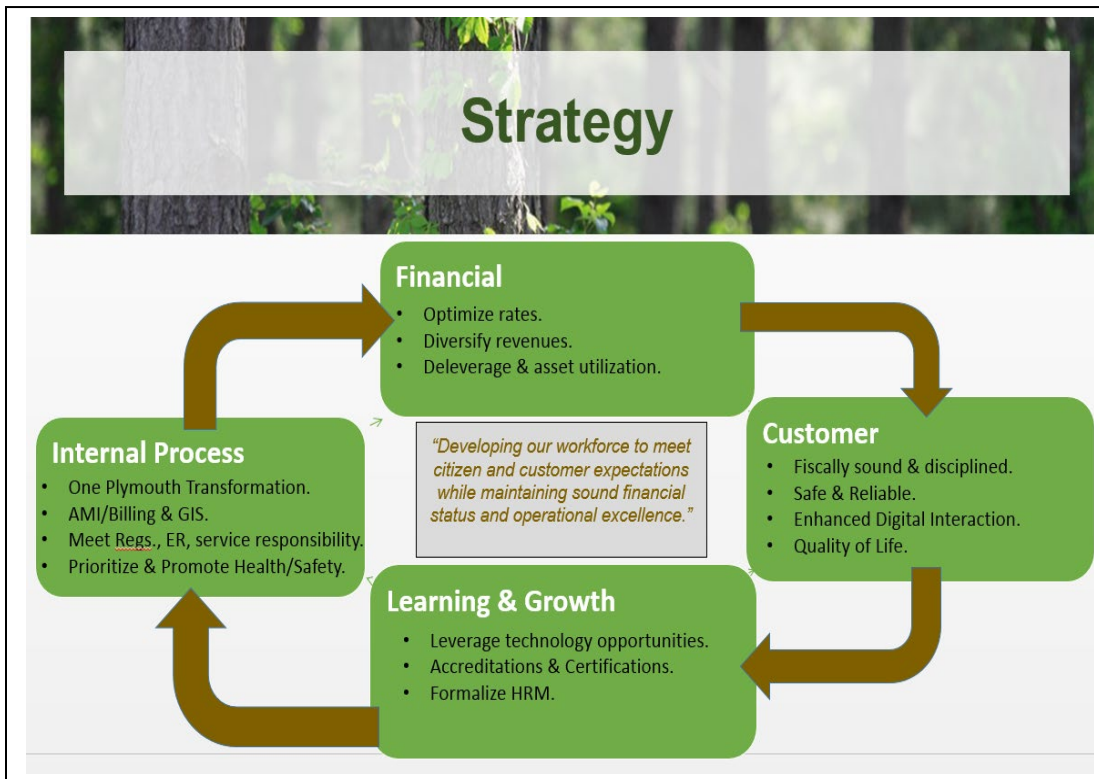 Strategy
Financial
• Optimize rates.
• Diversify revenues.
• Deleverage & asset utilization.
Customer
• Fiscally sound & disciplined.
• Safe & Reliable.
• Enhanced Digital Interaction.
• Quality of Life.
Learning & Growth
• Leverage technology opportunities.
• Accreditations & Certifications.
• Formalize HRM.
Internal Process
• One Plymouth Transformation.
• AMI/Billing & GIS.
• Meet Regs., ER, service responsibility.
• Prioritize & Promote Health/Safety.
“Developing our workforce to meet
citizen and customer expectations
while maintaining sound financial
status and operational excellence.”